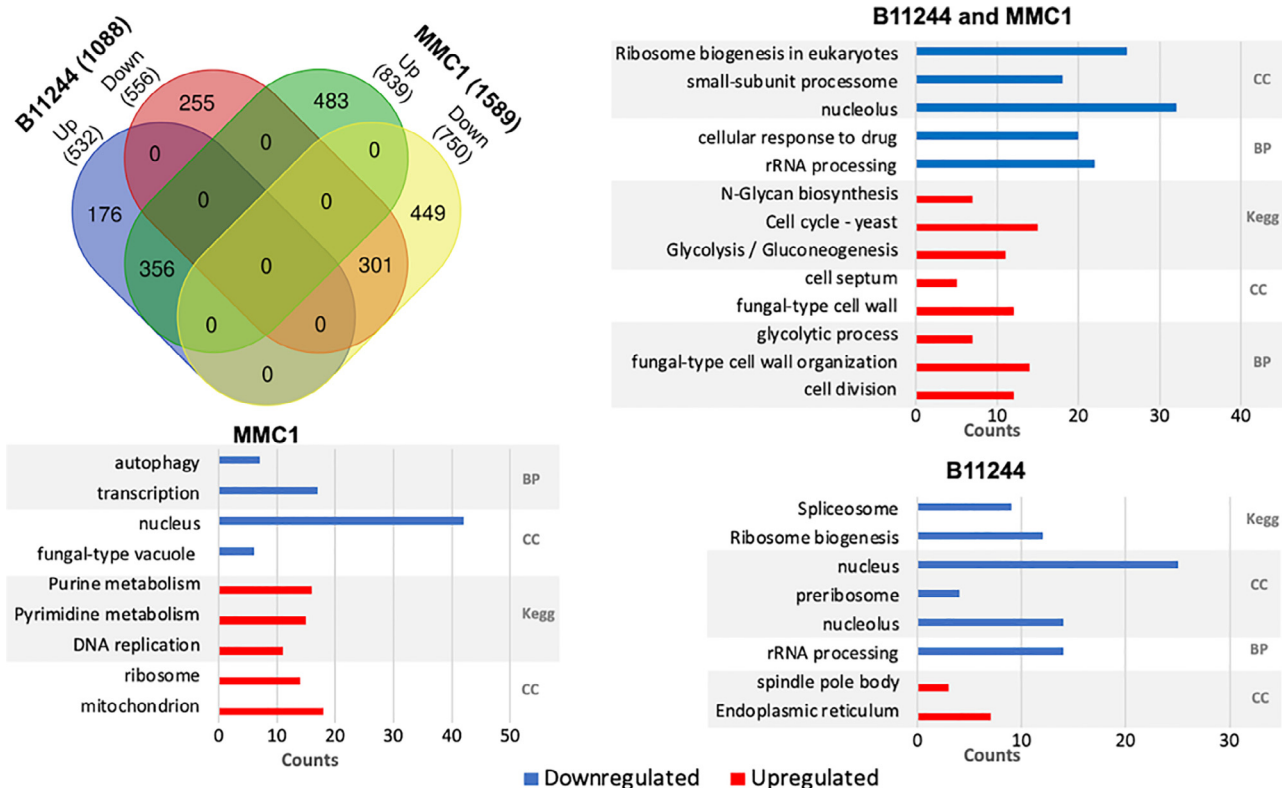 B11244 (1088)
Up
(532)
Down
(556)
MMC1 (1589)
Up
(839)
Down
(750)
255
483
0
0
0
176
0
0
449
356
0
301
0
0
0
B11244 and MMC1
Ribosome biogenesis in eukaryotes
small-subunit processome
nucleolus
CC
cellular response to drug
rRNA processing
BP
N-Glycan biosynthesis
Cell cycle - yeast
Glycolysis / Gluconeogenesis
Kegg
cell septum
fungal-type cell wall
CC
glycolytic process
fungal-type cell wall organization
cell division
BP
0 10 20 30 40
Counts
MMC1
autophagy
transcription
BP
nucleus
fungal-type vacuole
CC
Purine metabolism
Pyrimidine metabolism
DNA replication
Kegg
ribosome
mitochondrion
CC
0 10 20 30 40 50
Counts
B11244
Spliceosome
Ribosome biogenesis
Kegg
nucleus
preribosome
nucleolus
CC
rRNA processing
BP
spindle pole body
Endoplasmic reticulum
CC
0 10 20 30
Counts
Downregulated Upregulated